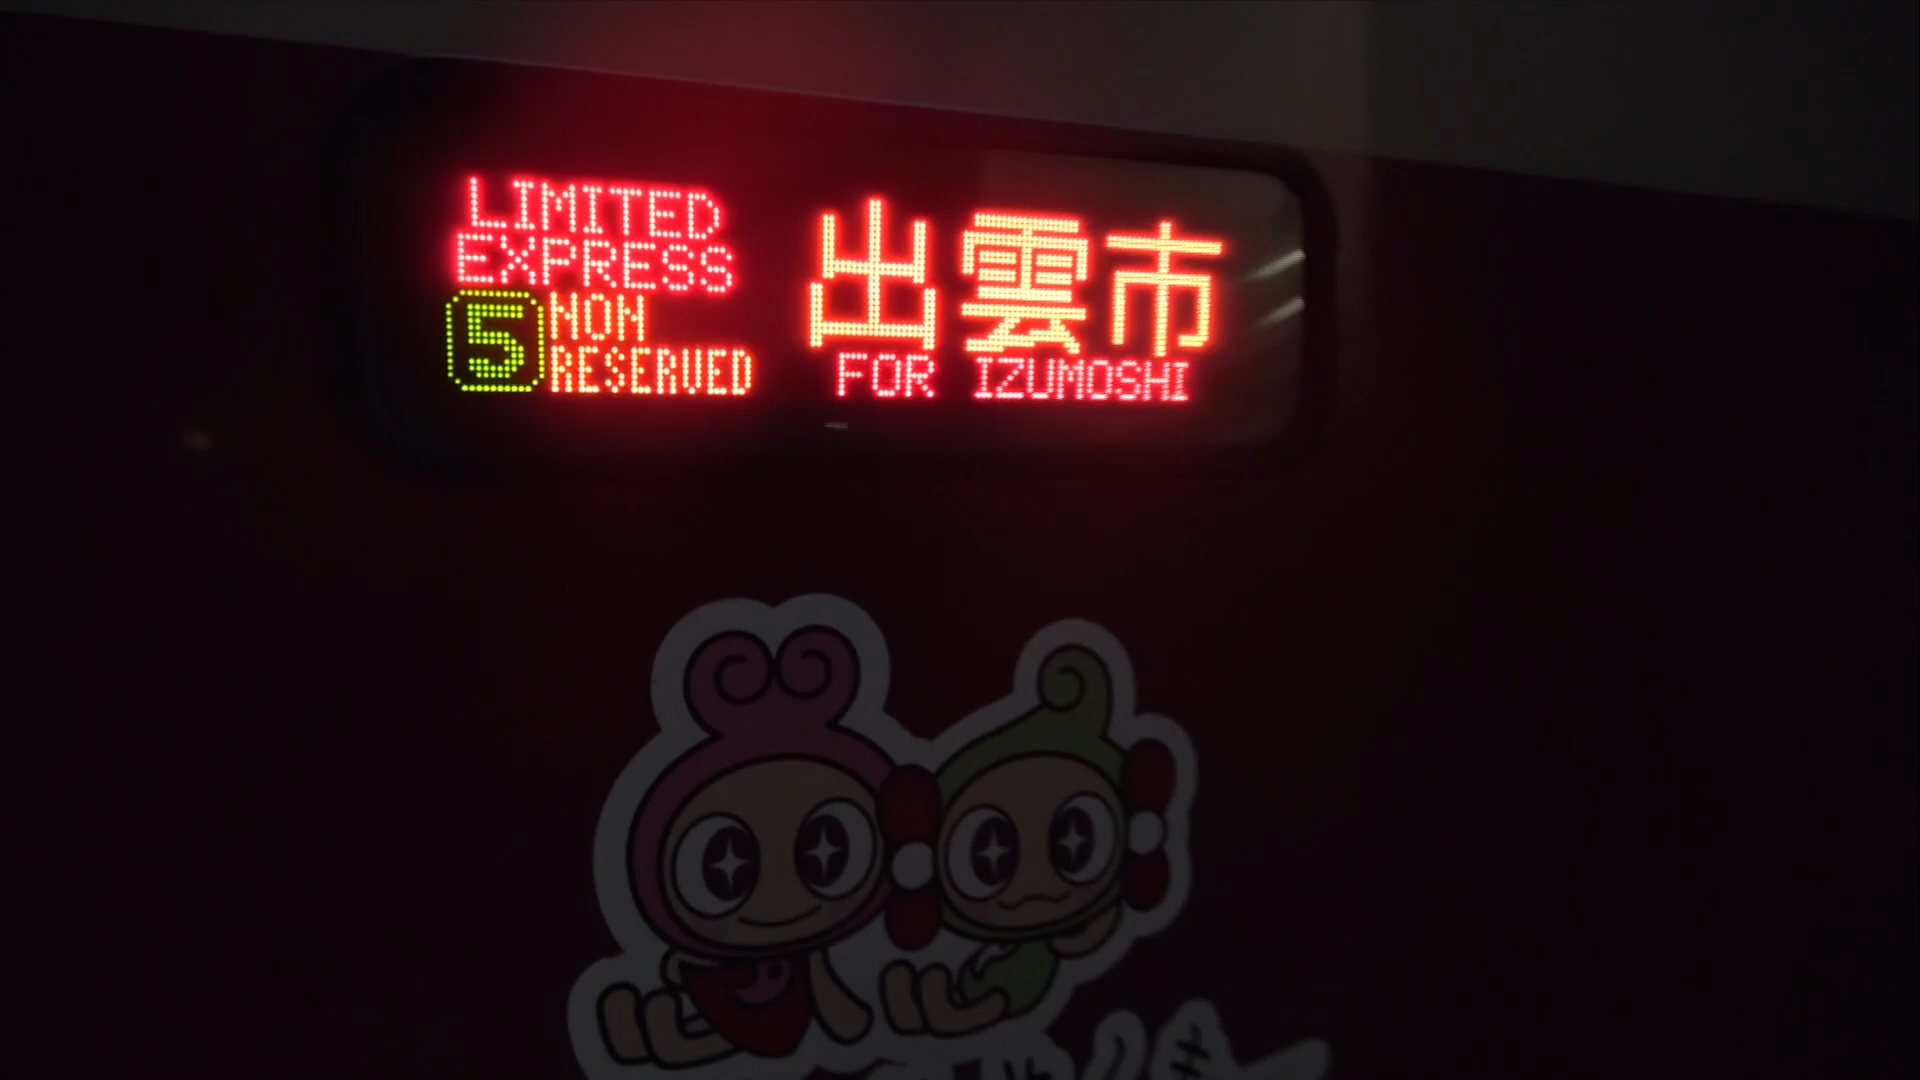 LIMITED
EXPRESS
5 NON
RESERVED
出雲市
FOR IZUMOSHI